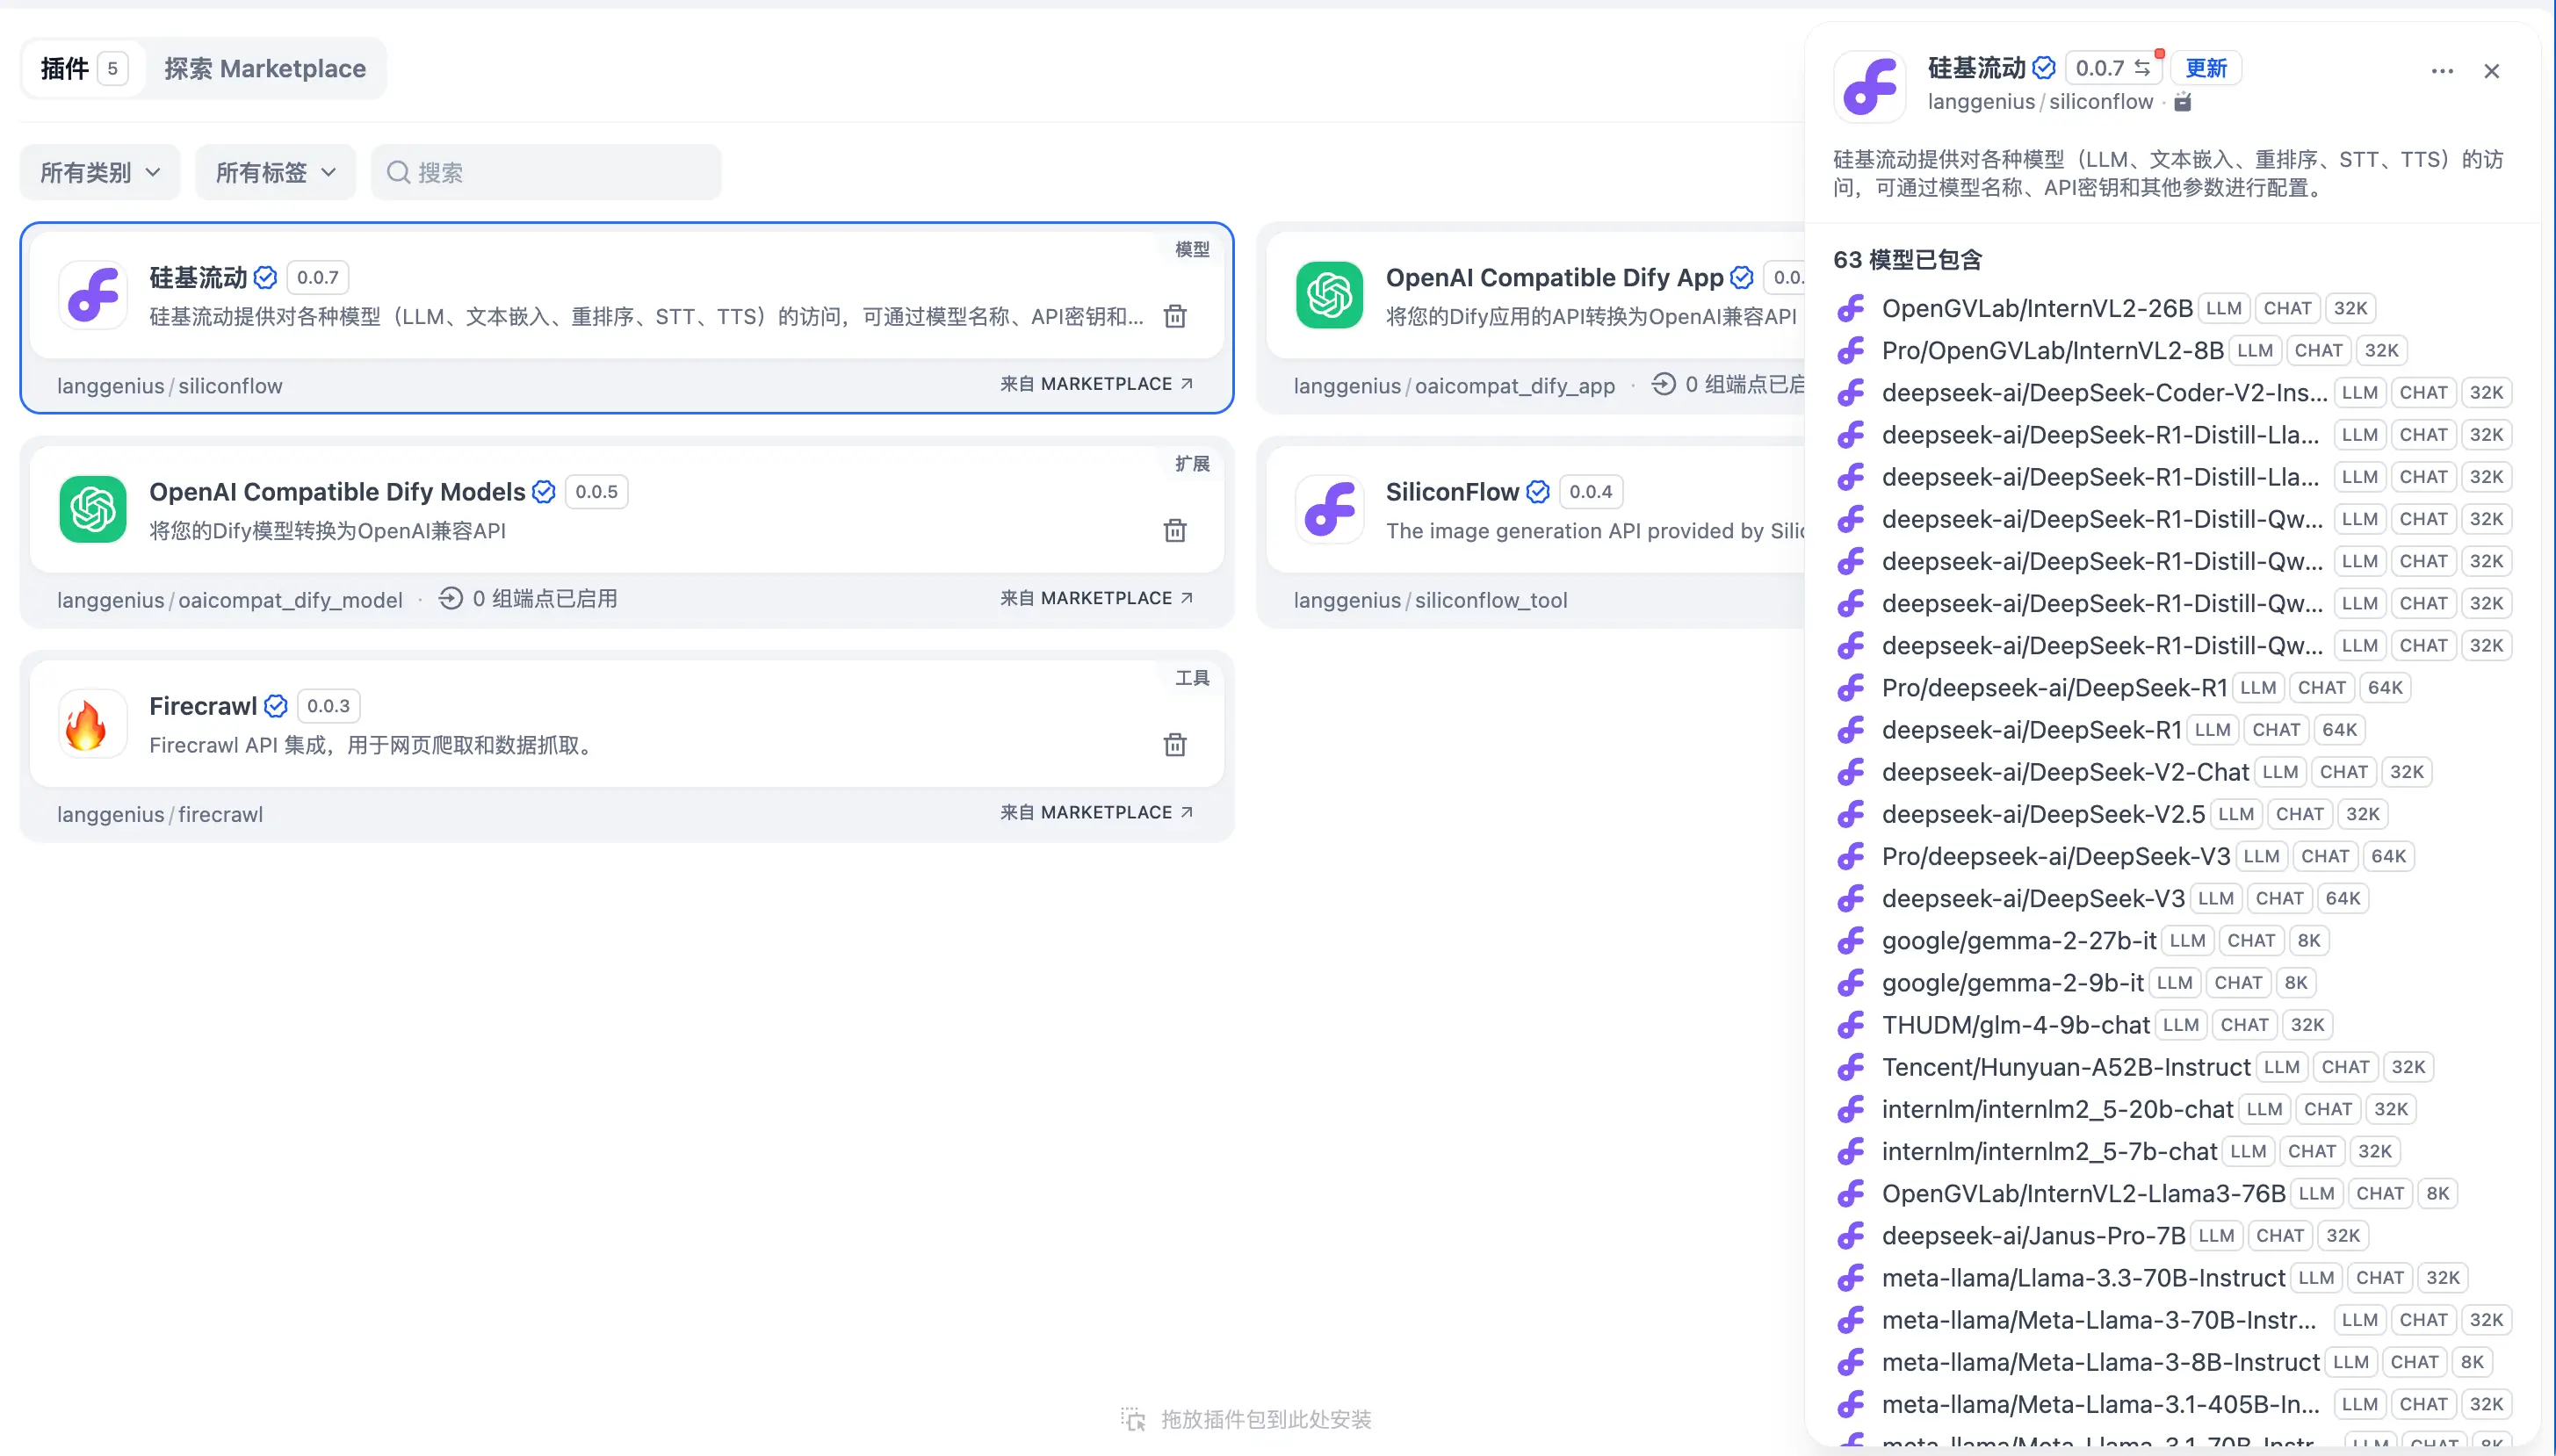 插件 5 探索 Marketplace
所有类别 所有标签 搜索
模型
硅基流动 0.0.7
硅基流动提供对各种模型（LLM、文本嵌入、重排序、STT、TTS）的访问，可通过模型名称、API密钥和...
langgenius / siliconflow 来自 MARKETPLACE
OpenAI Compatible Dify App 0.0.
将您的Dify应用的API转换为OpenAI兼容API
langgenius / oaicompat_dify_app · 0 组端点已启
扩展
OpenAI Compatible Dify Models 0.0.5
将您的Dify模型转换为OpenAI兼容API
langgenius / oaicompat_dify_model · 0 组端点已启用 来自 MARKETPLACE
SiliconFlow 0.0.4
The image generation API provided by Silic
langgenius / siliconflow_tool
工具
Firecrawl 0.0.3
Firecrawl API 集成，用于网页爬取和数据抓取。
langgenius / firecrawl 来自 MARKETPLACE
拖放插件包到此处安装
硅基流动 0.0.7 更新
langgenius / siliconflow ·
硅基流动提供对各种模型（LLM、文本嵌入、重排序、STT、TTS）的访
问，可通过模型名称、API密钥和其他参数进行配置。
63 模型已包含
OpenGVLab/InternVL2-26B LLM CHAT 32K
Pro/OpenGVLab/InternVL2-8B LLM CHAT 32K
deepseek-ai/DeepSeek-Coder-V2-Ins... LLM CHAT 32K
deepseek-ai/DeepSeek-R1-Distill-Lla... LLM CHAT 32K
deepseek-ai/DeepSeek-R1-Distill-Lla... LLM CHAT 32K
deepseek-ai/DeepSeek-R1-Distill-Qw... LLM CHAT 32K
deepseek-ai/DeepSeek-R1-Distill-Qw... LLM CHAT 32K
deepseek-ai/DeepSeek-R1-Distill-Qw... LLM CHAT 32K
deepseek-ai/DeepSeek-R1-Distill-Qw... LLM CHAT 32K
Pro/deepseek-ai/DeepSeek-R1 LLM CHAT 64K
deepseek-ai/DeepSeek-R1 LLM CHAT 64K
deepseek-ai/DeepSeek-V2-Chat LLM CHAT 32K
deepseek-ai/DeepSeek-V2.5 LLM CHAT 32K
Pro/deepseek-ai/DeepSeek-V3 LLM CHAT 64K
deepseek-ai/DeepSeek-V3 LLM CHAT 64K
google/gemma-2-27b-it LLM CHAT 8K
google/gemma-2-9b-it LLM CHAT 8K
THUDM/glm-4-9b-chat LLM CHAT 32K
Tencent/Hunyuan-A52B-Instruct LLM CHAT 32K
internlm/internlm2_5-20b-chat LLM CHAT 32K
internlm/internlm2_5-7b-chat LLM CHAT 32K
OpenGVLab/InternVL2-Llama3-76B LLM CHAT 8K
deepseek-ai/Janus-Pro-7B LLM CHAT 32K
meta-llama/Llama-3.3-70B-Instruct LLM CHAT 32K
meta-llama/Meta-Llama-3-70B-Instr... LLM CHAT 32K
meta-llama/Meta-Llama-3-8B-Instruct LLM CHAT 8K
meta-llama/Meta-Llama-3.1-405B-In... LLM CHAT 32K
meta-llama/Meta-Llama-3.1-70B-Instr... LLM CHAT 8K